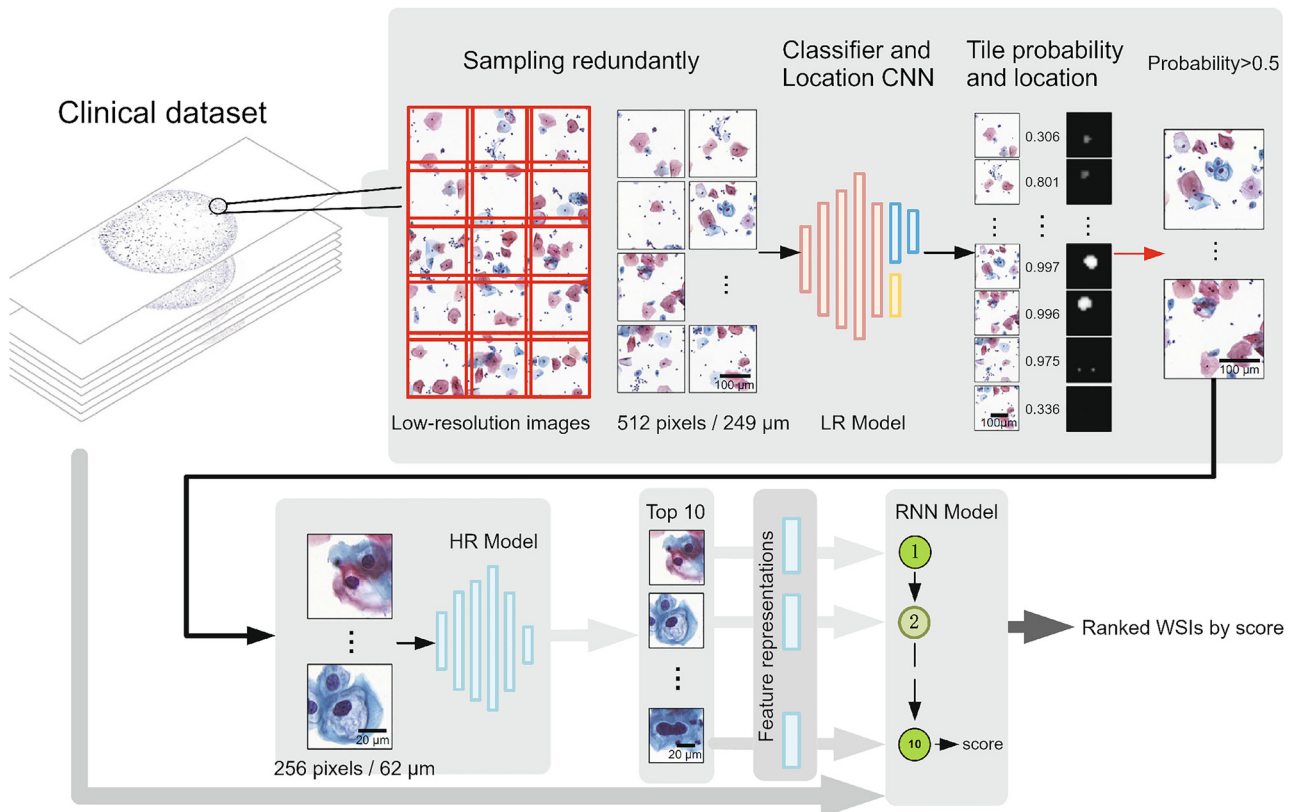 Clinical dataset
Sampling redundantly
Classifier and
Location CNN
Tile probability
and location
Probability>0.5
0.306
0.801
0.997
0.996
0.975
0.336
100 µm
100µm
100 µm
Low-resolution images
512 pixels / 249 µm
LR Model
HR Model
20 µm
256 pixels / 62 µm
Top 10
20 µm
Feature representations
RNN Model
1
2
10
score
Ranked WSIs by score